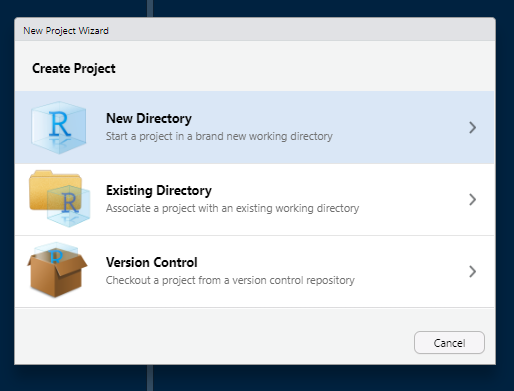 New Project Wizard
Create Project
R
New Directory
Start a project in a brand new working directory
R
Existing Directory
Associate a project with an existing working directory
R
Version Control
Checkout a project from a version control repository
Cancel